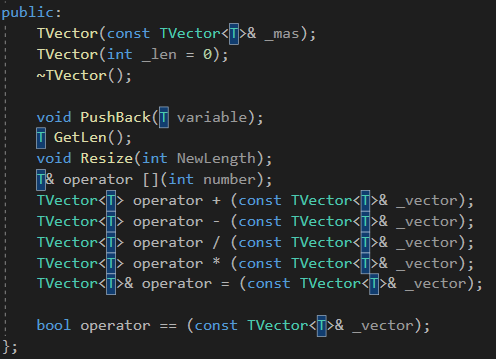 public:
TVector(const TVector<T>& _mas);
TVector(int _len = 0);
~TVector();
void PushBack(T variable);
T GetLen();
void Resize(int NewLength);
T& operator [](int number);
TVector<T> operator + (const TVector<T>& _vector);
TVector<T> operator - (const TVector<T>& _vector);
TVector<T> operator / (const TVector<T>& _vector);
TVector<T> operator * (const TVector<T>& _vector);
TVector<T>& operator = (const TVector<T>& _vector);
bool operator == (const TVector<T>& _vector);
};